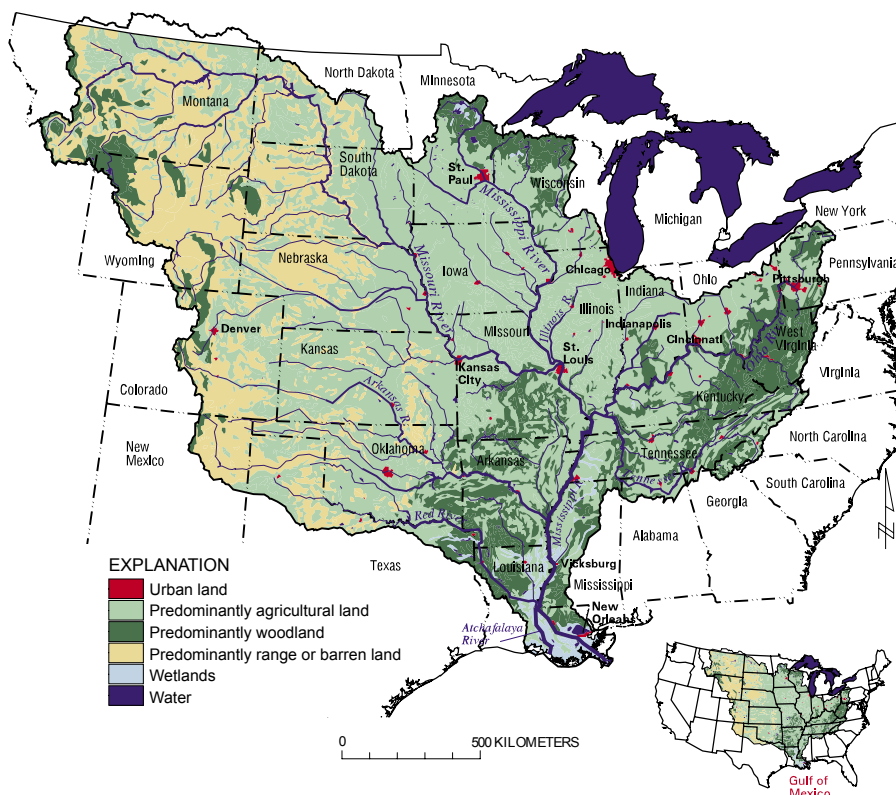 North Dakota
Minnesota
Montana
South
Dakota
St.
Paul
Mississippi River
Wisconsin
Michigan
New York
Wyoming
Nebraska
Missouri River
Iowa
Chicago
Illinois R.
Illinois
Indiana
Ohio
Pittsburgh
Pennsylvania
Denver
Missouri
Indianapolis
Cincinnati
Ohio River
West
Virginia
Kansas
Kansas
City
St.
Louis
Kentucky
Virginia
Colorado
Arkansas R.
New
Mexico
Oklahoma
Arkansas
Tennessee
North Carolina
South Carolina
Red River
Mississippi R.
Georgia
Alabama
Texas
Louisiana
Vicksburg
Mississippi
New
Orleans
Atchafalaya
River
N
EXPLANATION
Urban land
Predominantly agricultural land
Predominantly woodland
Predominantly range or barren land
Wetlands
Water
0 500 KILOMETERS
Gulf of
Mexico